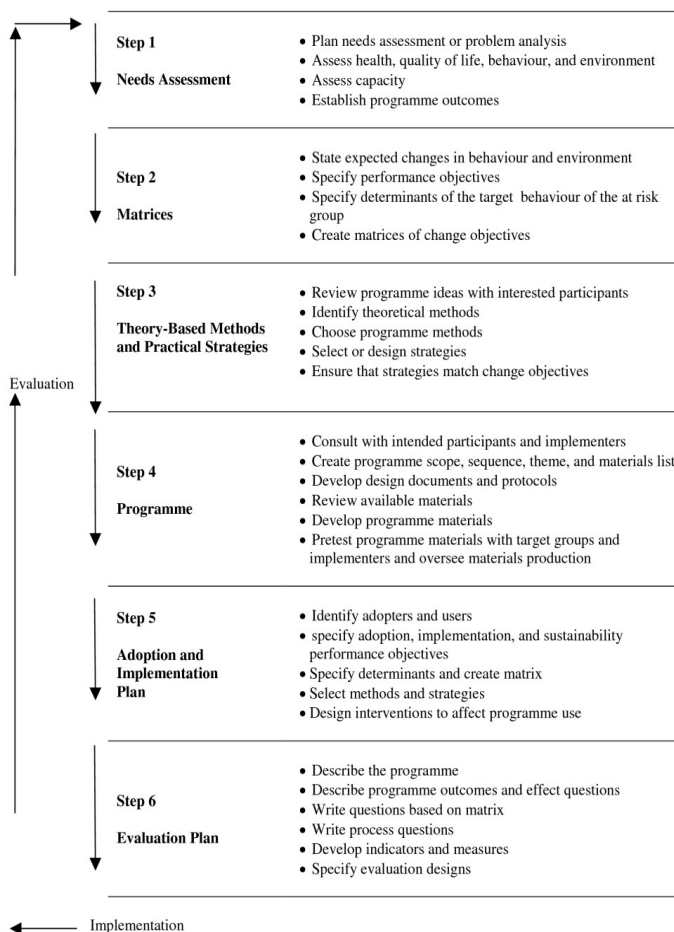 Step 1
Needs Assessment
• Plan needs assessment or problem analysis
• Assess health, quality of life, behaviour, and environment
• Assess capacity
• Establish programme outcomes
Step 2
Matrices
• State expected changes in behaviour and environment
• Specify performance objectives
• Specify determinants of the target behaviour of the at risk
group
• Create matrices of change objectives
Step 3
Theory-Based Methods
and Practical Strategies
• Review programme ideas with interested participants
• Identify theoretical methods
• Choose programme methods
• Select or design strategies
• Ensure that strategies match change objectives
Evaluation
Step 4
Programme
• Consult with intended participants and implementers
• Create programme scope, sequence, theme, and materials list
• Develop design documents and protocols
• Review available materials
• Develop programme materials
• Pretest programme materials with target groups and
implementers and oversee materials production
Step 5
Adoption and
Implementation
Plan
• Identify adopters and users
• specify adoption, implementation, and sustainability
performance objectives
• Specify determinants and create matrix
• Select methods and strategies
• Design interventions to affect programme use
Step 6
Evaluation Plan
• Describe the programme
• Describe programme outcomes and effect questions
• Write questions based on matrix
• Write process questions
• Develop indicators and measures
• Specify evaluation designs
Implementation